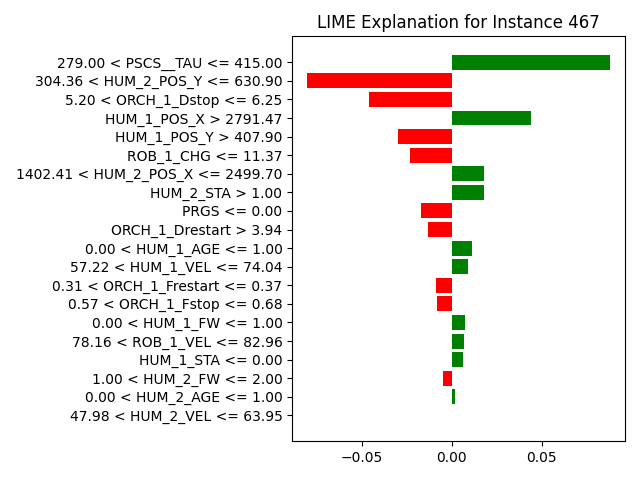 LIME Explanation for Instance 467
279.00 < PSCS__TAU <= 415.00
304.36 < HUM_2_POS_Y <= 630.90
5.20 < ORCH_1_Dstop <= 6.25
HUM_1_POS_X > 2791.47
HUM_1_POS_Y > 407.90
ROB_1_CHG <= 11.37
1402.41 < HUM_2_POS_X <= 2499.70
HUM_2_STA > 1.00
PRGS <= 0.00
ORCH_1_Drestart > 3.94
0.00 < HUM_1_AGE <= 1.00
57.22 < HUM_1_VEL <= 74.04
0.31 < ORCH_1_Frestart <= 0.37
0.57 < ORCH_1_Fstop <= 0.68
0.00 < HUM_1_FW <= 1.00
78.16 < ROB_1_VEL <= 82.96
HUM_1_STA <= 0.00
1.00 < HUM_2_FW <= 2.00
0.00 < HUM_2_AGE <= 1.00
47.98 < HUM_2_VEL <= 63.95
−0.05 0.00 0.05